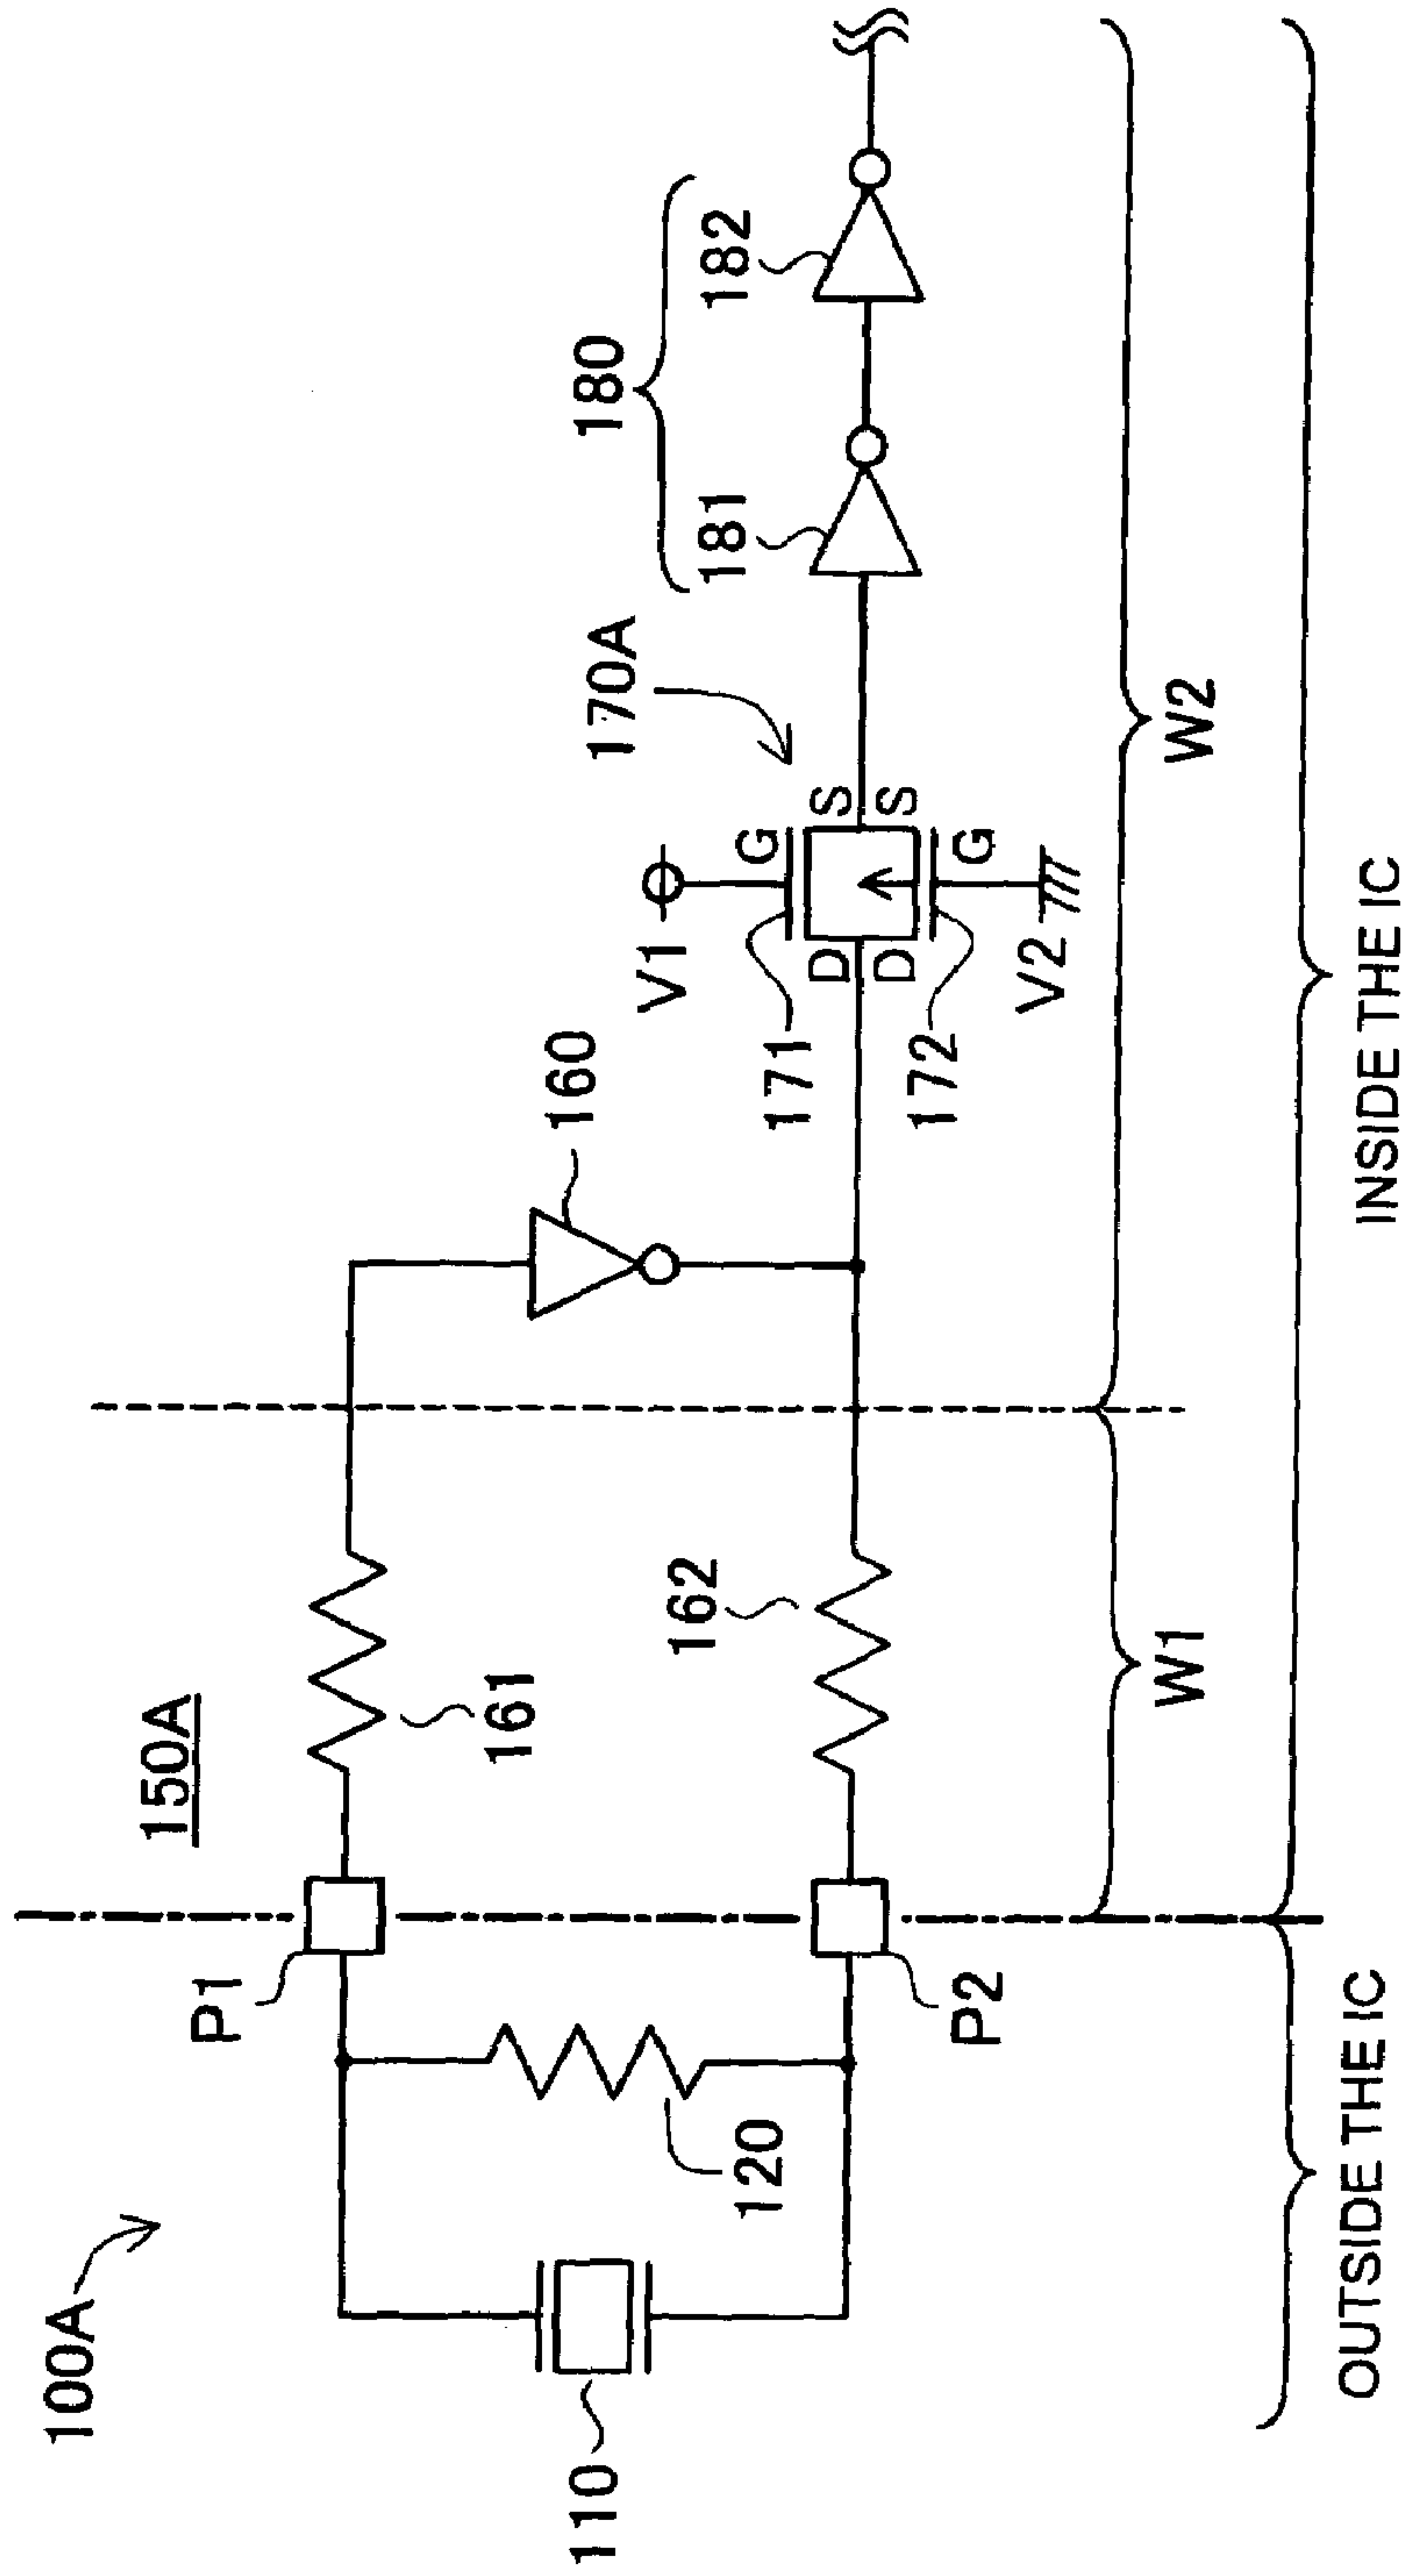 100A
150A
110
120
P1
P2
161
162
160
170A
V1
G
D
S
D
S
G
V2
171
172
180
181
182
W1
W2
OUTSIDE THE IC
INSIDE THE IC